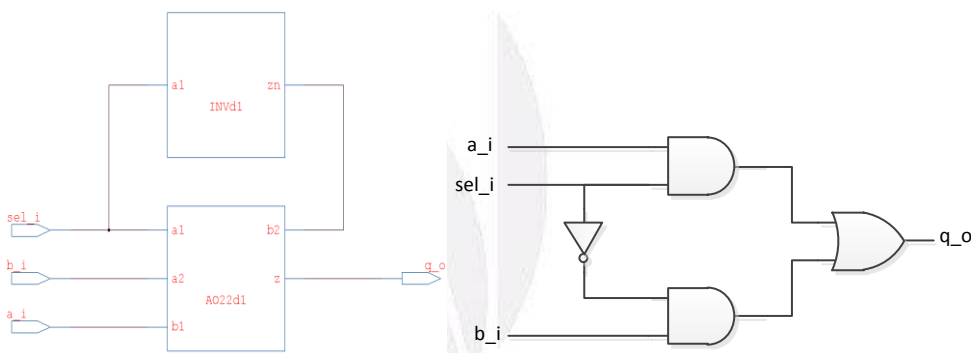 a1
zn
INVd1
sel_i
a1
b2
b_i
a2
z
q_o
AO22d1
a_i
b1
a_i
sel_i
q_o
b_i